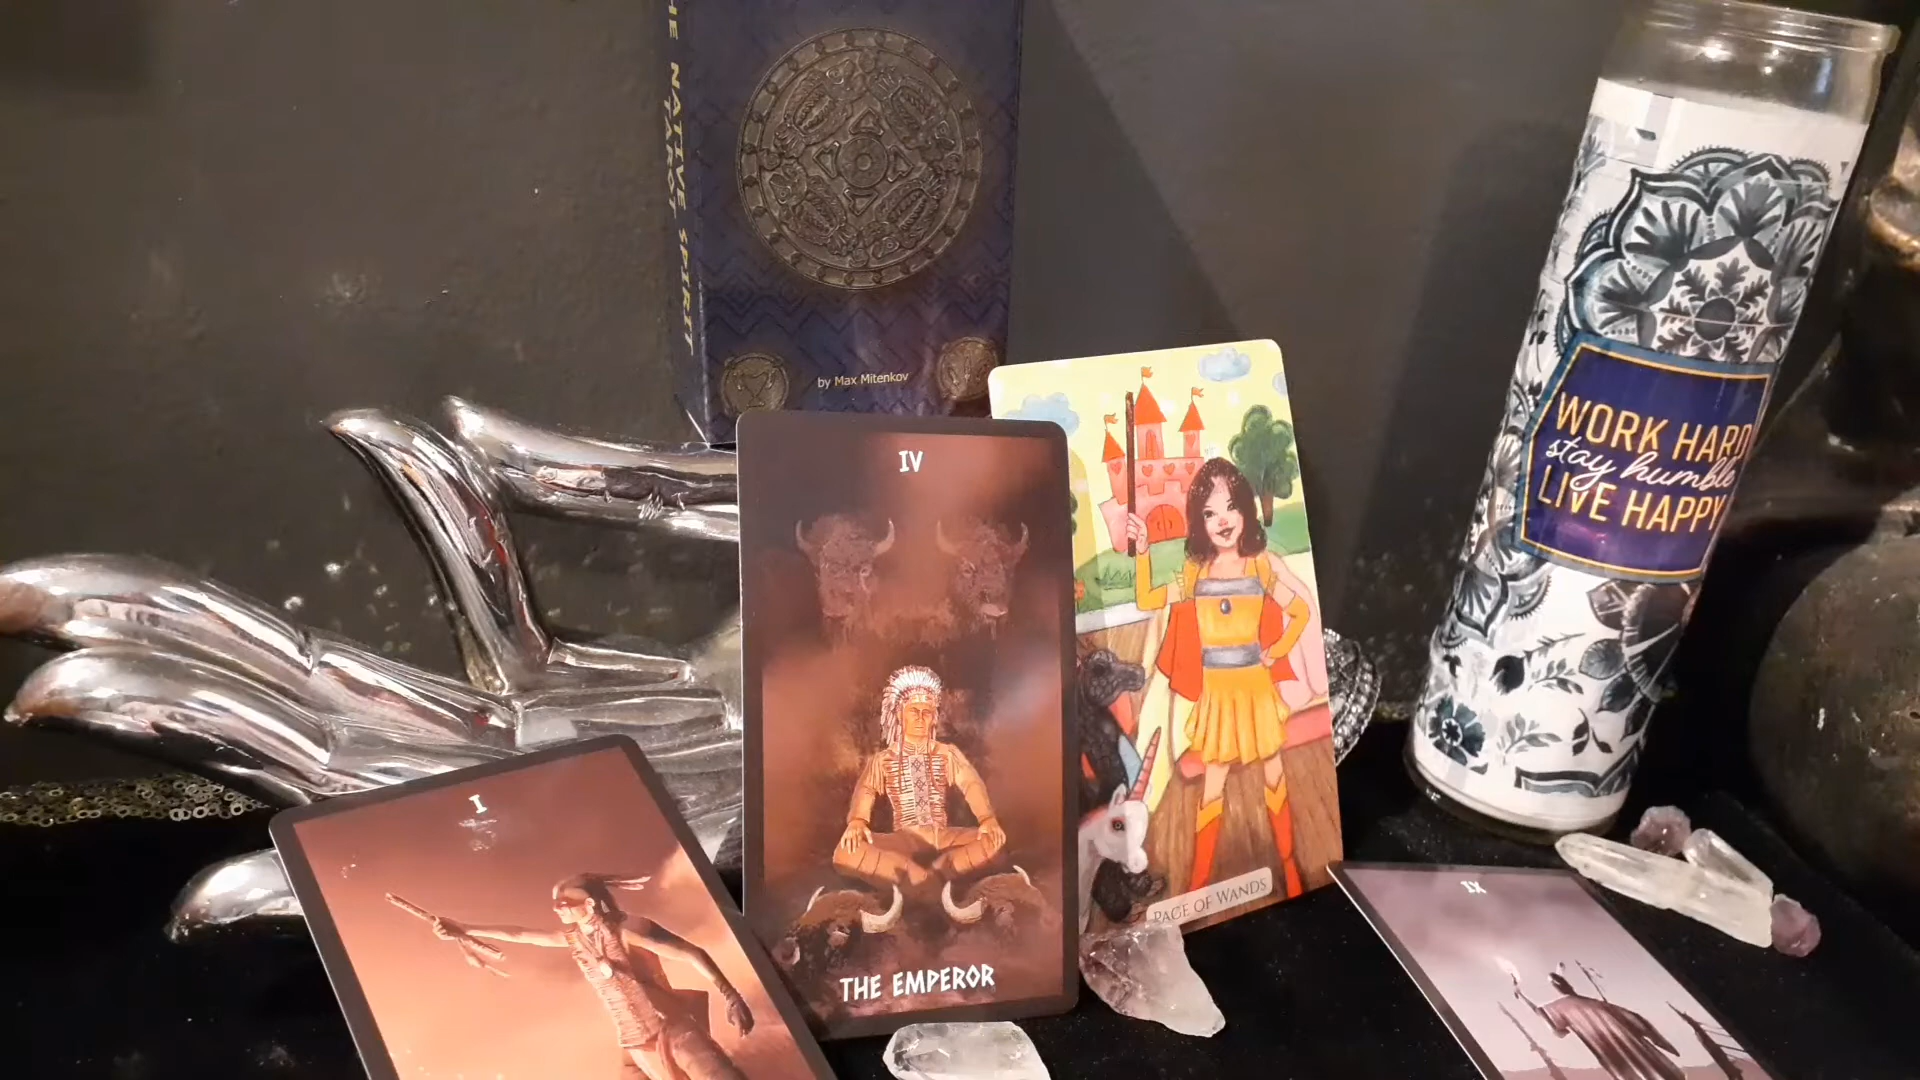 THE NATIVE SPIRIT
TAROT
by Max Mitenkov
WORK HARD
stay humble
LIVE HAPPY
IV
THE EMPEROR
PAGE OF WANDS
I
IX